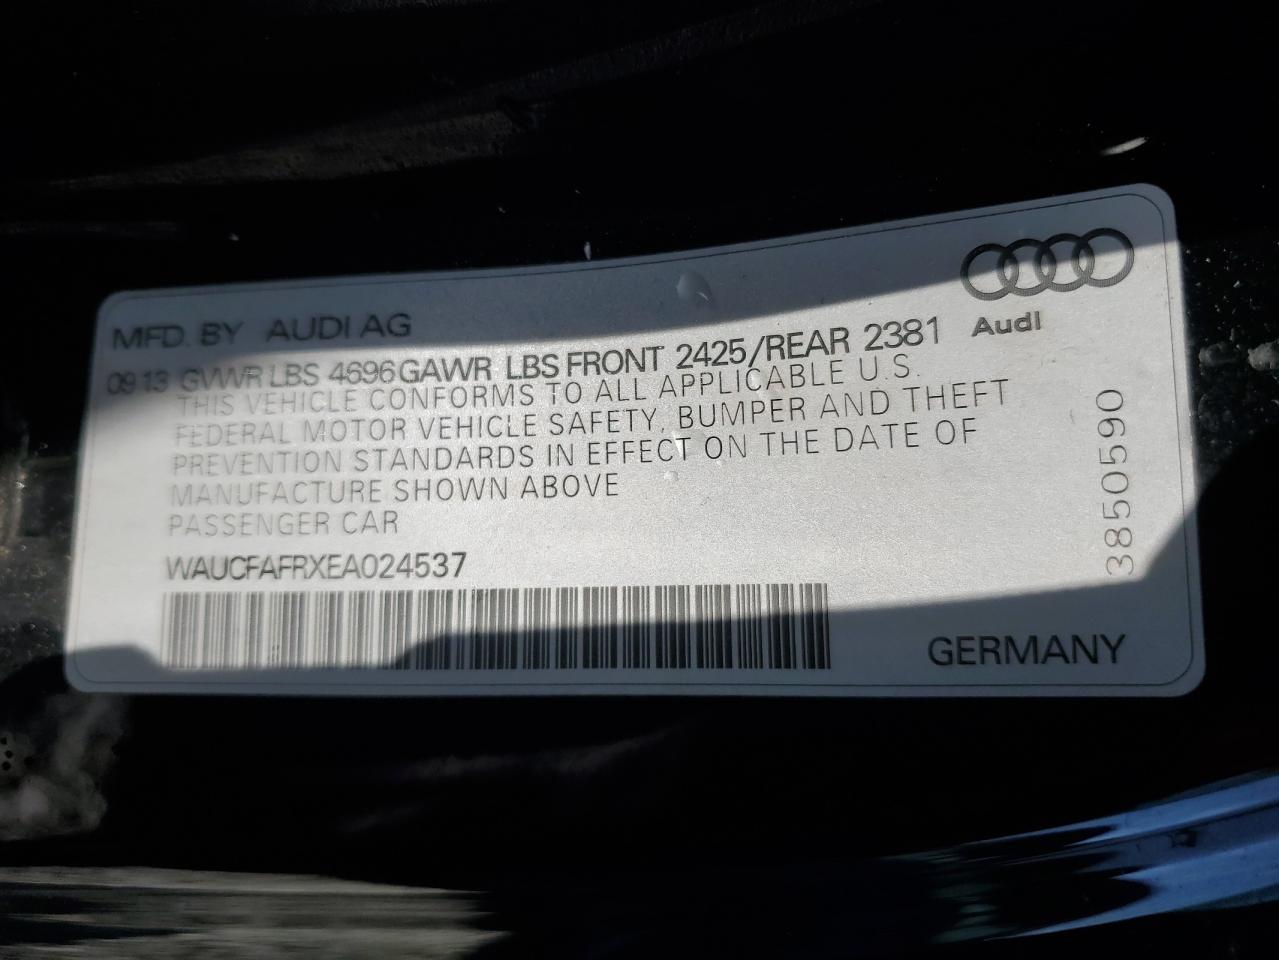 MFD. BY AUDI AG
09 13 GVWR LBS 4696 GAWR LBS FRONT 2425/REAR 2381
Audi
THIS VEHICLE CONFORMS TO ALL APPLICABLE U.S.
FEDERAL MOTOR VEHICLE SAFETY, BUMPER AND THEFT
PREVENTION STANDARDS IN EFFECT ON THE DATE OF
MANUFACTURE SHOWN ABOVE
PASSENGER CAR
WAUCFAFRXEA024537
3850590
GERMANY